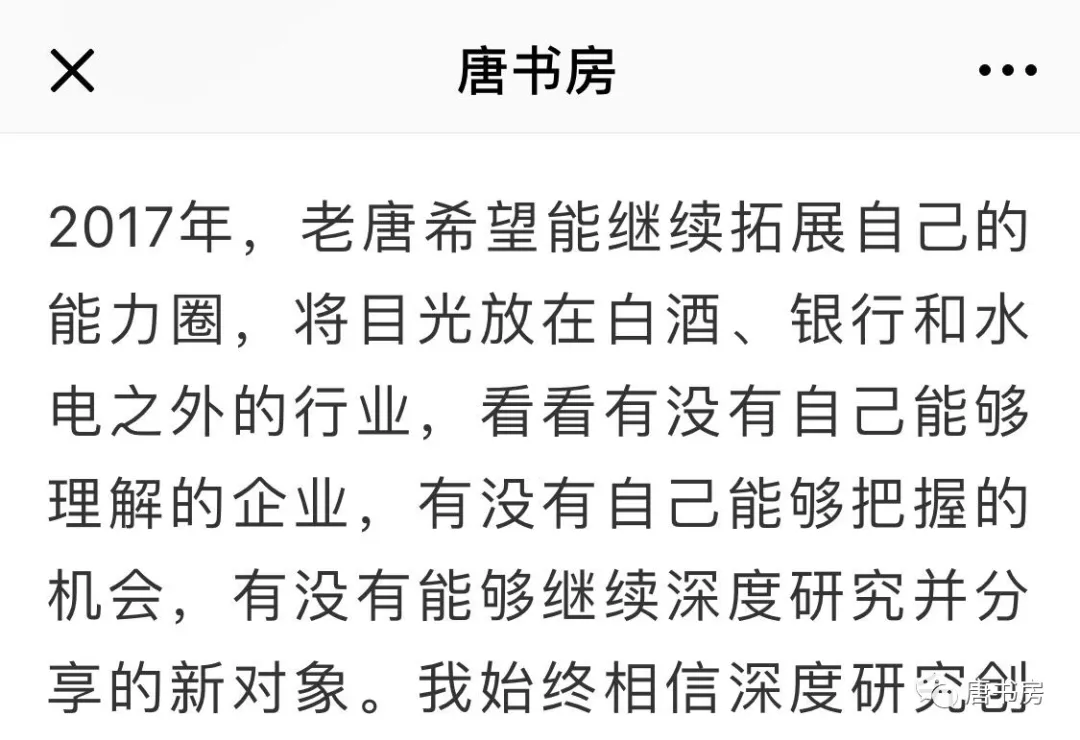 唐书房
2017年，老唐希望能继续拓展自己的
能力圈，将目光放在白酒、银行和水
电之外的行业，看看有没有自己能够
理解的企业，有没有自己能够把握的
机会，有没有能够继续深度研究并分
享的新对象。我始终相信深度研究创
唐书房